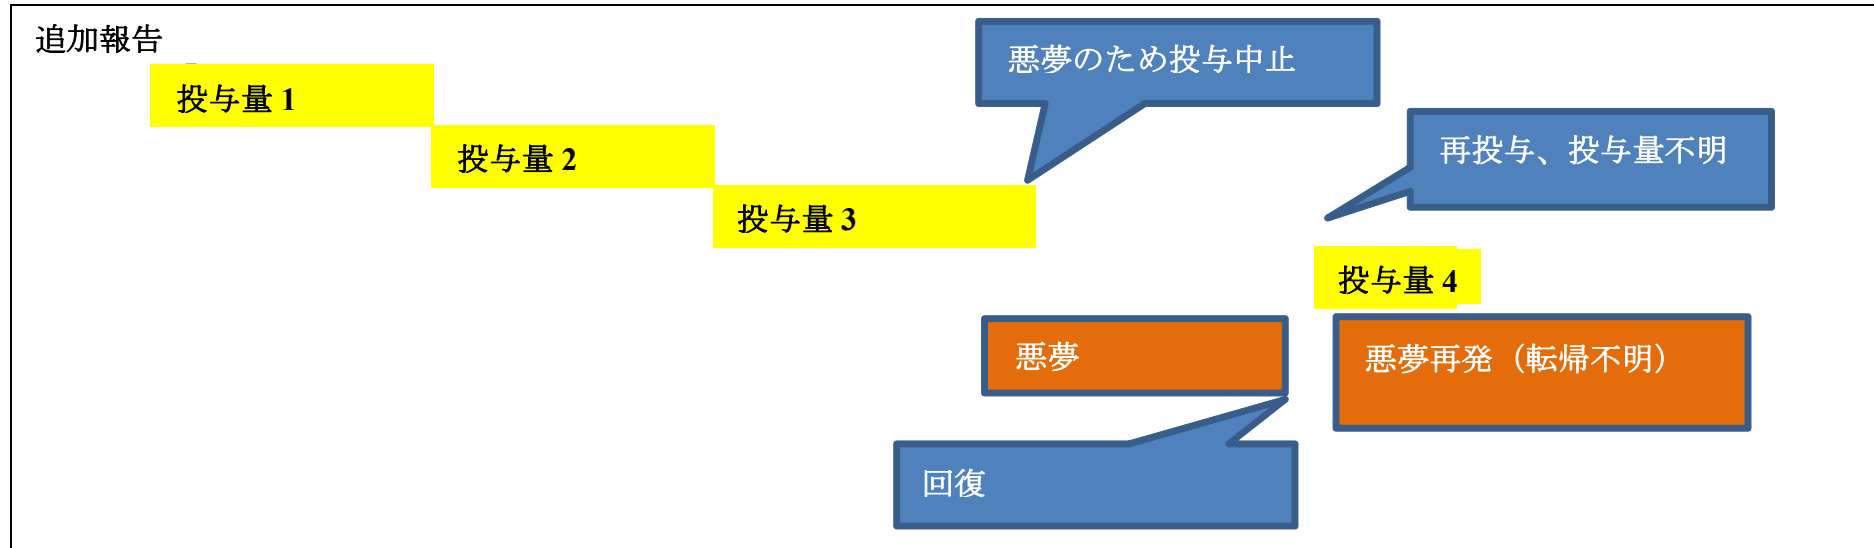 追加報告
悪夢のため投与中止
投与量 1
再投与、投与量不明
投与量 2
投与量 3
投与量 4
悪夢
悪夢再発（転帰不明）
回復